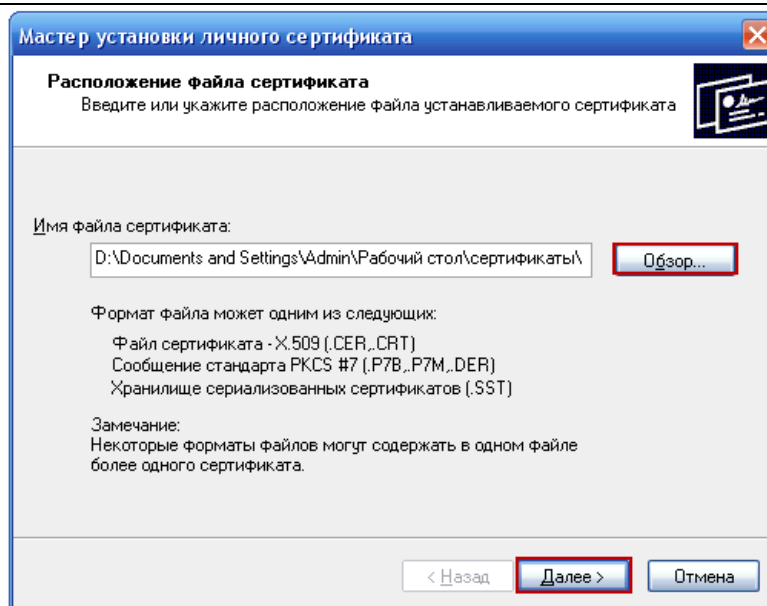 Мастер установки личного сертификата
Расположение файла сертификата
Введите или укажите расположение файла устанавливаемого сертификата
Имя файла сертификата:
D:\Documents and Settings\Admin\Рабочий стол\сертификаты\
Обзор...
Формат файла может одним из следующих:
Файл сертификата - X.509 (.CER,.CRT)
Сообщение стандарта PKCS #7 (.P7B,.P7M,.DER)
Хранилище сериализованных сертификатов (.SST)
Замечание:
Некоторые форматы файлов могут содержать в одном файле
более одного сертификата.
< Назад
Далее >
Отмена